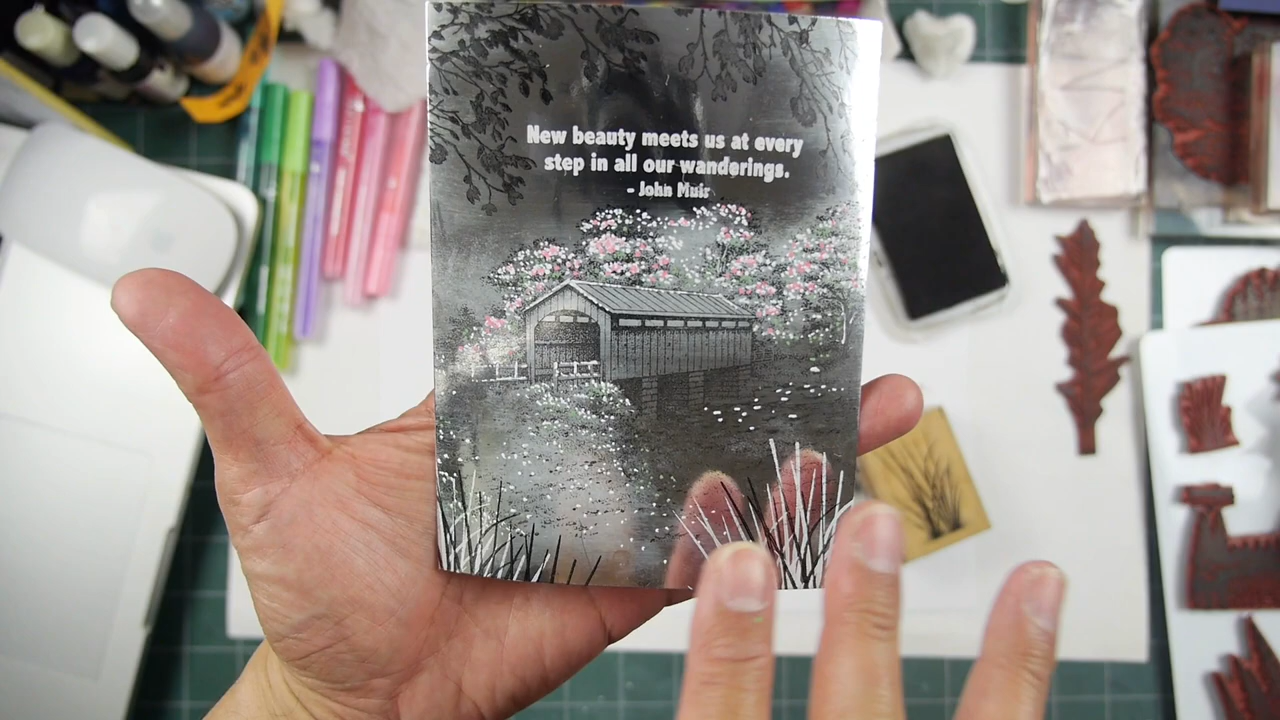 New beauty meets us at every
step in all our wanderings.
- John Muir